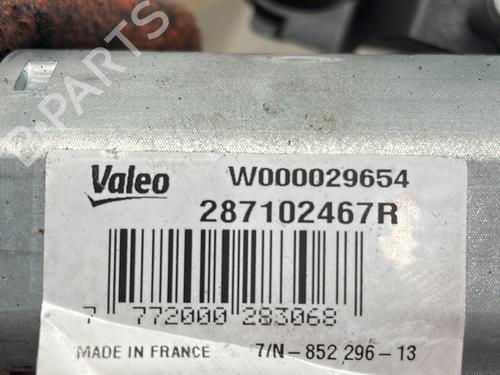 B-PARTS
Valeo W000029654
287102467R
7 772000 283068
MADE IN FRANCE 7/N-852 296-13